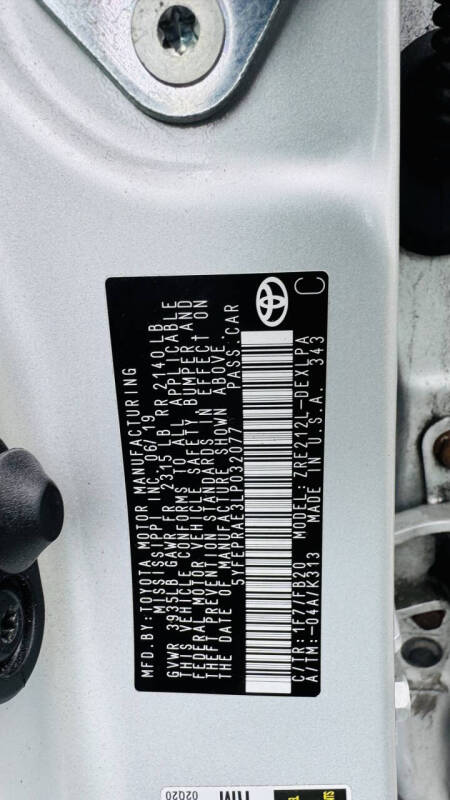 MFD. BY: TOYOTA MOTOR MANUFACTURING
MISSISSIPPI INC. 06/19
GVWR 3935LB GAWR FR 2315 LB RR 2140LB
THIS VEHICLE CONFORMS TO ALL APPLICABLE
FEDERAL MOTOR VEHICLE SAFETY, BUMPER AND
THEFT PREVENTION STANDARDS IN EFFECT ON
THE DATE OF MANUFACTURE SHOWN ABOVE.
5YFEPRAE3LP032077 PASS. CAR
C/TR: 1F7/FB20 MODEL: ZRE212L-DEXLPA
A/TM: -04A/K313 MADE IN U.S.A. 343
C
02Q20